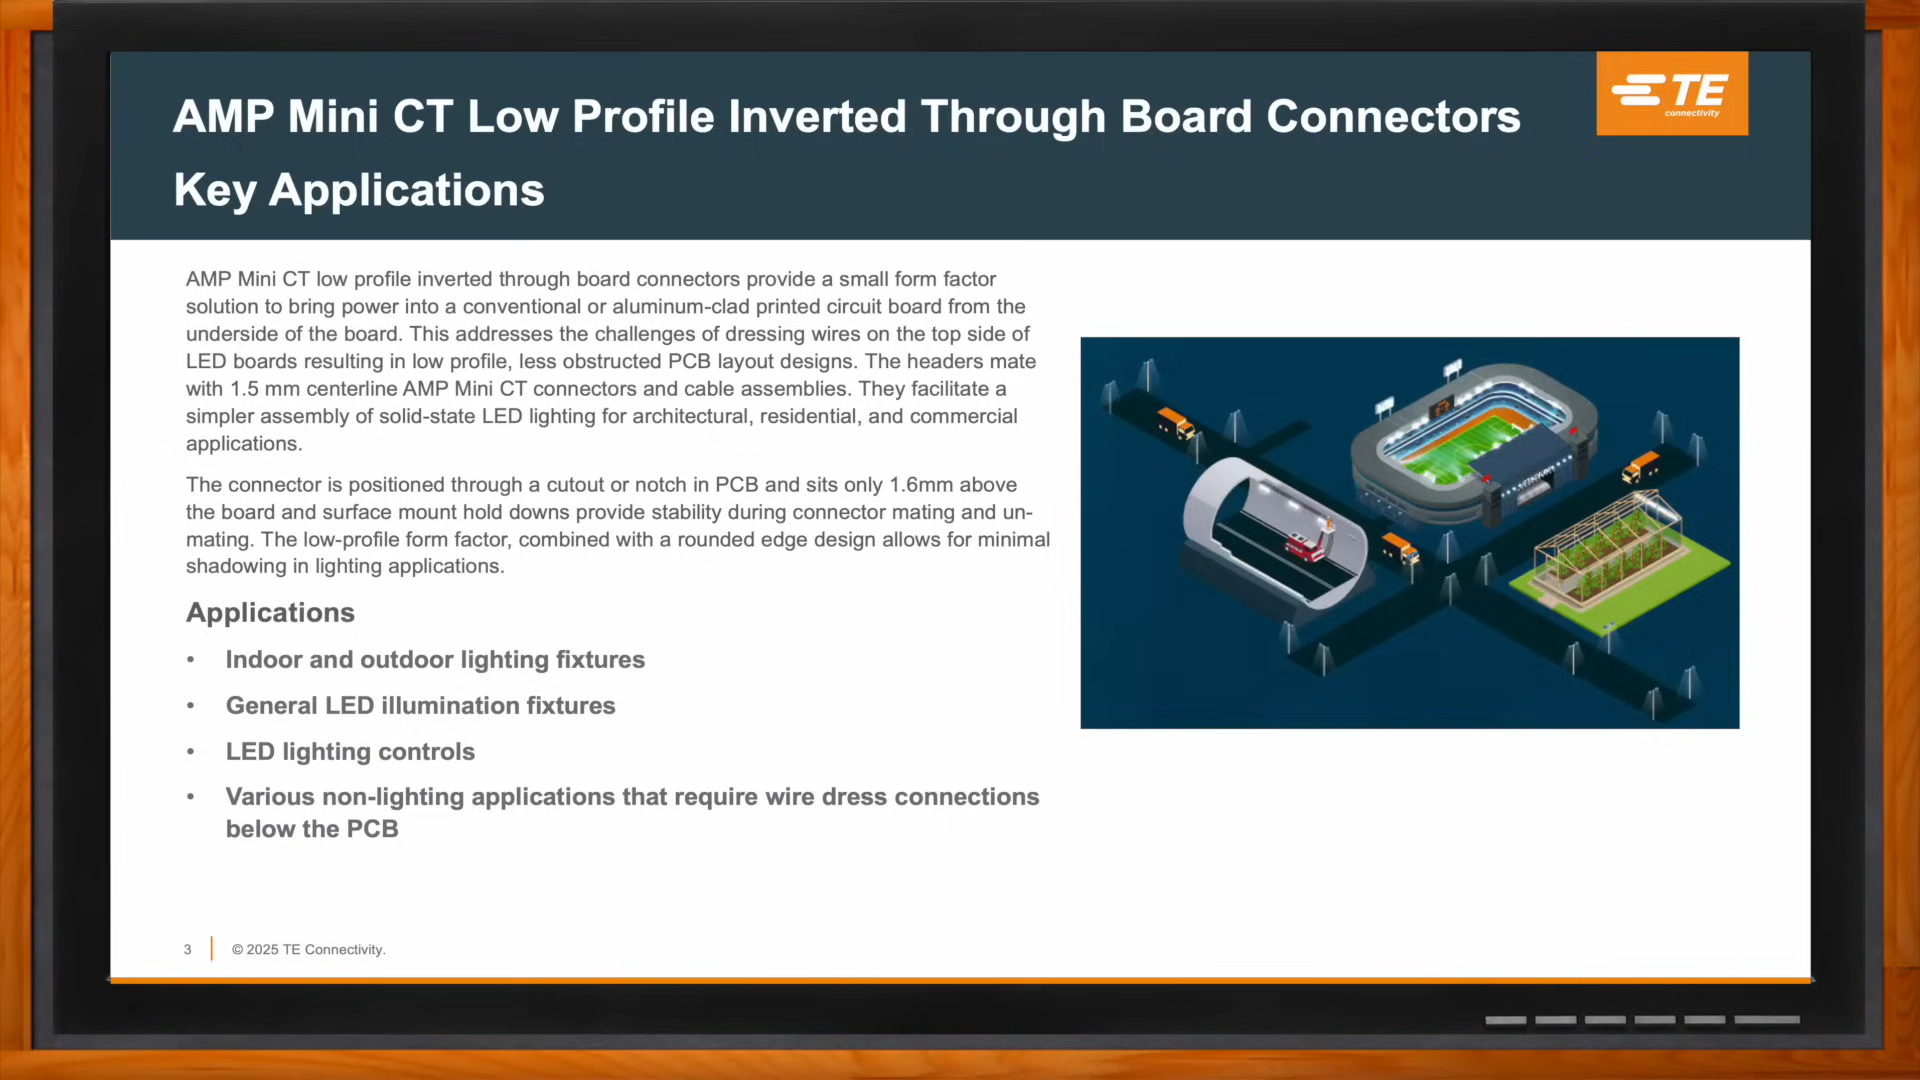 AMP Mini CT Low Profile Inverted Through Board Connectors
Key Applications
TE
connectivity
AMP Mini CT low profile inverted through board connectors provide a small form factor
solution to bring power into a conventional or aluminum-clad printed circuit board from the
underside of the board. This addresses the challenges of dressing wires on the top side of
LED boards resulting in low profile, less obstructed PCB layout designs. The headers mate
with 1.5 mm centerline AMP Mini CT connectors and cable assemblies. They facilitate a
simpler assembly of solid-state LED lighting for architectural, residential, and commercial
applications.
The connector is positioned through a cutout or notch in PCB and sits only 1.6mm above
the board and surface mount hold downs provide stability during connector mating and un-
mating. The low-profile form factor, combined with a rounded edge design allows for minimal
shadowing in lighting applications.
Applications
• Indoor and outdoor lighting fixtures
• General LED illumination fixtures
• LED lighting controls
• Various non-lighting applications that require wire dress connections
below the PCB
3
© 2025 TE Connectivity.